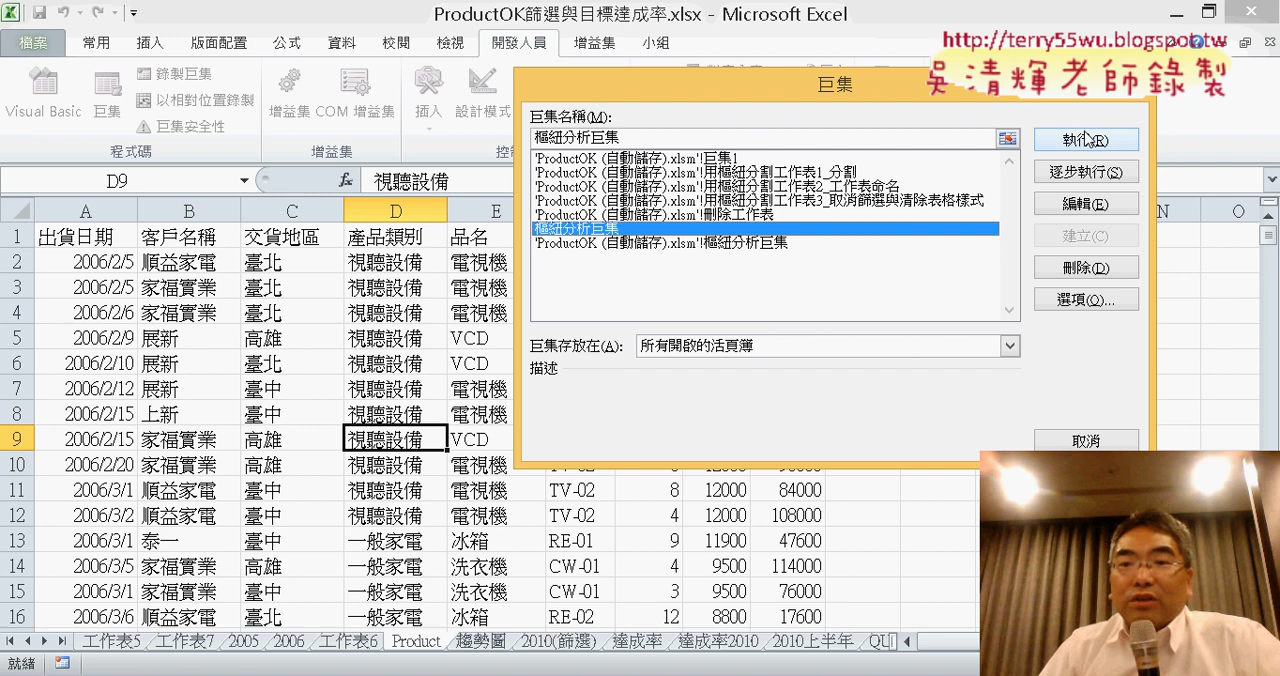 ProductOK篩選與目標達成率.xlsx - Microsoft Excel
檔案 常用 插入 版面配置 公式 資料 校閱 檢視 開發人員 增益集 小組
http://terry55wu.blogspot.tw
吳清輝老師錄製
Visual Basic 巨集 錄製巨集 以相對位置錄製 巨集安全性
增益集 COM 增益集 插入 設計模式
程式碼 增益集
D9 fx 視聽設備
巨集
巨集名稱(M):
樞紐分析巨集
'ProductOK (自動儲存).xlsm'!巨集1
'ProductOK (自動儲存).xlsm'!用樞紐分割工作表1_分割
'ProductOK (自動儲存).xlsm'!用樞紐分割工作表2_工作表命名
'ProductOK (自動儲存).xlsm'!用樞紐分割工作表3_取消篩選與清除表格樣式
'ProductOK (自動儲存).xlsm'!刪除工作表
樞紐分析巨集
'ProductOK (自動儲存).xlsm'!樞紐分析巨集
執行(R)
逐步執行(S)
編輯(E)
建立(C)
刪除(D)
選項(O)...
巨集存放在(A): 所有開啟的活頁簿
描述
取消
A B C D E N O
1 出貨日期 客戶名稱 交貨地區 產品類別 品名
2 2006/2/5 順益家電 臺北 視聽設備 電視機
3 2006/2/5 家福實業 臺北 視聽設備 電視機
4 2006/2/6 家福實業 臺北 視聽設備 電視機
5 2006/2/9 展新 高雄 視聽設備 VCD
6 2006/2/10 展新 臺北 視聽設備 VCD
7 2006/2/12 展新 臺中 視聽設備 電視機
8 2006/2/15 上新 臺中 視聽設備 電視機
9 2006/2/15 家福實業 高雄 視聽設備 VCD
10 2006/2/20 家福實業 高雄 視聽設備 電視機
11 2006/3/1 順益家電 臺中 視聽設備 電視機 TV-02 8 12000 84000
12 2006/3/2 順益家電 臺中 視聽設備 電視機 TV-02 4 12000 108000
13 2006/3/1 泰一 臺中 一般家電 冰箱 RE-01 9 11900 47600
14 2006/3/5 家福實業 高雄 一般家電 洗衣機 CW-01 4 9500 114000
15 2006/3/1 家福實業 臺中 一般家電 洗衣機 CW-01 3 9500 76000
16 2006/3/6 順益家電 臺北 一般家電 冰箱 RE-02 12 8800 17600
工作表5 工作表7 2005 2006 工作表6 Product 趨勢圖 2010(篩選) 達成率 達成率2010 2010上半年 QU
就緒